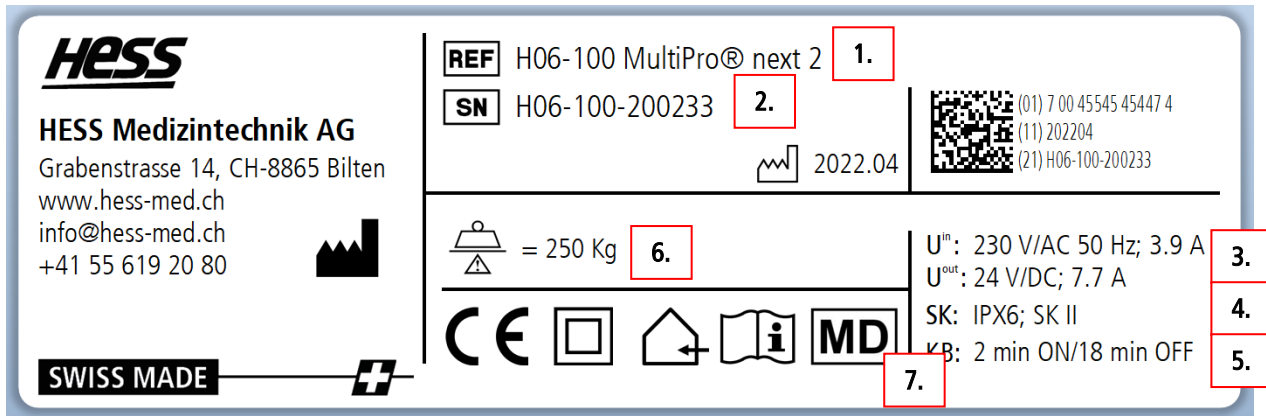 Hess
HESS Medizintechnik AG
Grabenstrasse 14, CH-8865 Bilten
www.hess-med.ch
info@hess-med.ch
+41 55 619 20 80
SWISS MADE
REF H06-100 MultiPro® next 2 1.
SN H06-100-200233 2.
2022.04
(01) 7 00 45545 45447 4
(11) 202204
(21) H06-100-200233
= 250 Kg 6.
CE MD 7.
Uⁱⁿ: 230 V/AC 50 Hz; 3.9 A 3.
Uᵒᵘᵗ: 24 V/DC; 7.7 A
SK: IPX6; SK II 4.
KB: 2 min ON/18 min OFF 5.